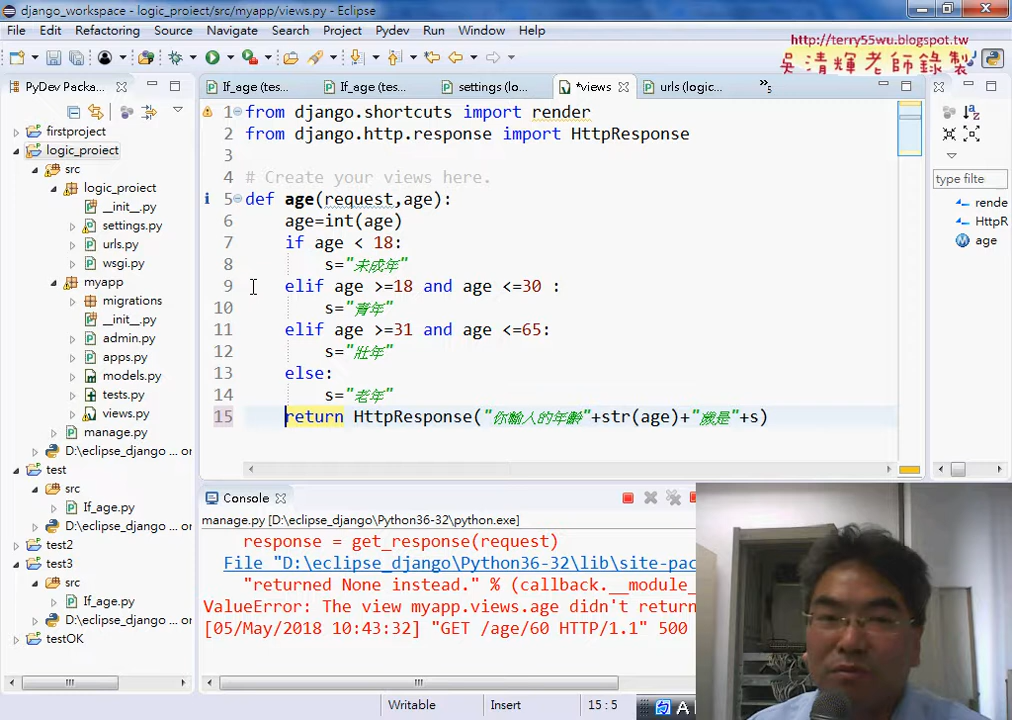 django_workspace - logic_proiect/src/myapp/views.py - Eclipse
File Edit Refactoring Source Navigate Search Project Pydev Run Window Help
http://terry55wu.blogspot.tw
吳清輝老師錄製
PyDev Packa...
If_age (tes...
If_age (tes...
settings (lo...
*views
urls (logic...
»5
firstproject
logic_proiect
src
logic_proiect
__init__.py
settings.py
urls.py
wsgi.py
myapp
migrations
__init__.py
admin.py
apps.py
models.py
tests.py
views.py
manage.py
D:\eclipse_django ... or
test
src
If_age.py
D:\eclipse_django ... or
test2
test3
src
If_age.py
D:\eclipse_django ... or
testOK
1 from django.shortcuts import render
2 from django.http.response import HttpResponse
3
4 # Create your views here.
5 def age(request,age):
6 age=int(age)
7 if age < 18:
8 s="未成年"
9 elif age >=18 and age <=30 :
10 s="青年"
11 elif age >=31 and age <=65:
12 s="壯年"
13 else:
14 s="老年"
15 return HttpResponse("你輸入的年齡"+str(age)+"歲是"+s)
type filte
rende
HttpR
age
Console
manage.py [D:\eclipse_django\Python36-32\python.exe]
response = get_response(request)
File "D:\eclipse_django\Python36-32\lib\site-pac
"returned None instead." % (callback.__module_
ValueError: The view myapp.views.age didn't return
[05/May/2018 10:43:32] "GET /age/60 HTTP/1.1" 500
Writable Insert 15 : 5
A